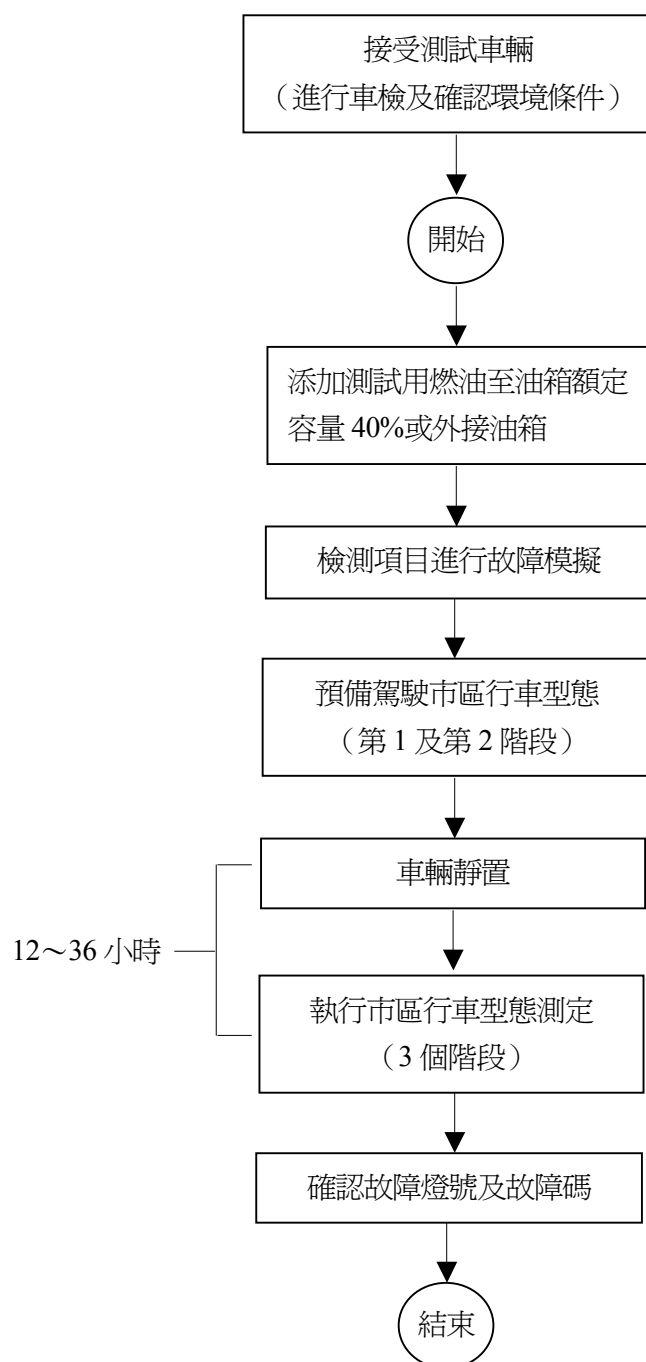 接受測試車輛
（進行車檢及確認環境條件）
開始
添加測試用燃油至油箱額定
容量 40%或外接油箱
檢測項目進行故障模擬
預備駕駛市區行車型態
（第 1 及第 2 階段）
車輛靜置
12～36 小時
執行市區行車型態測定
（3 個階段）
確認故障燈號及故障碼
結束